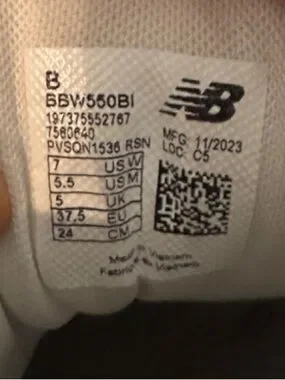 B
BBW550BI
197375552767
7560640
PVSQN1536 RSN
7 US W
5.5 US M
5 UK
37.5 EU
24 CM
NB
MFG: 11/2023
LOC: C5
Made in Vietnam
Fabriqué Vietnam